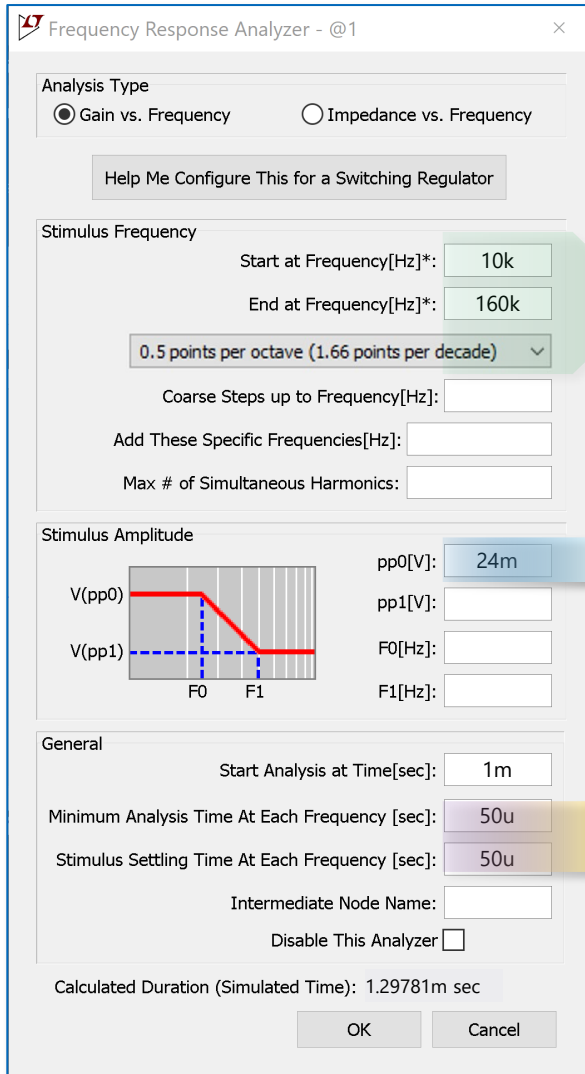 Frequency Response Analyzer - @1
Analysis Type
Gain vs. Frequency Impedance vs. Frequency
Help Me Configure This for a Switching Regulator
Stimulus Frequency
Start at Frequency[Hz]*: 10k
End at Frequency[Hz]*: 160k
0.5 points per octave (1.66 points per decade)
Coarse Steps up to Frequency[Hz]:
Add These Specific Frequencies[Hz]:
Max # of Simultaneous Harmonics:
Stimulus Amplitude
pp0[V]: 24m
V(pp0)
pp1[V]:
V(pp1)
F0[Hz]:
F0 F1
F1[Hz]:
General
Start Analysis at Time[sec]: 1m
Minimum Analysis Time At Each Frequency [sec]: 50u
Stimulus Settling Time At Each Frequency [sec]: 50u
Intermediate Node Name:
Disable This Analyzer
Calculated Duration (Simulated Time): 1.29781m sec
OK Cancel